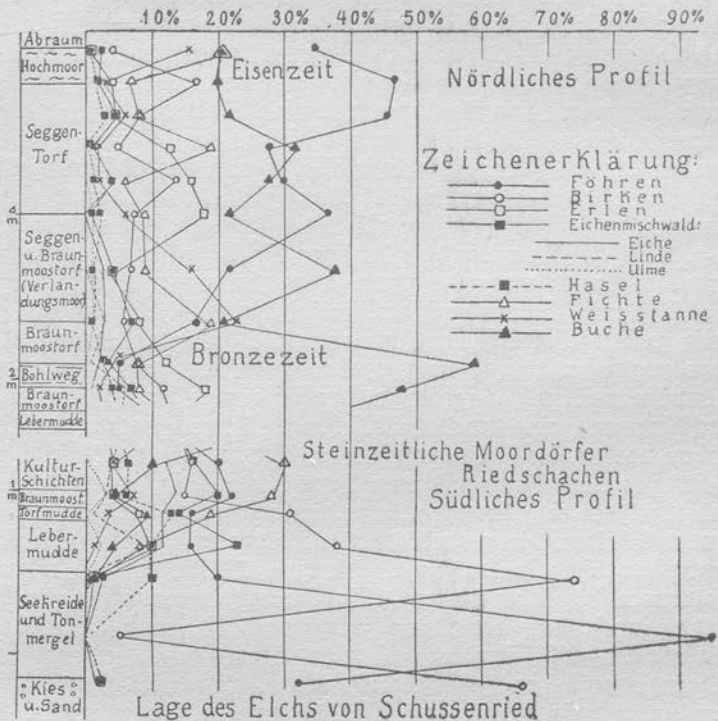 10% 20% 30% 40% 50% 60% 70% 80% 90%
Abraum
Hochmoor
Eisenzeit
Nördliches Profil
Seggen-
Torf
Zeichenerklärung:
Föhren
Birken
Erlen
Eichenmischwald:
Eiche
Linde
Ulme
Hasel
Fichte
Weisstanne
Buche
m
Seggen-
u. Braun-
moostorf
(Verlan-
dungsmoor)
Braun-
moostorf
Bronzezeit
2
m
Bohlweg
Braun-
moostorf
Lebermudde
Steinzeitliche Moordörfer
Riedschachen
Südliches Profil
Kultur-
Schichten
1
m
Braunmoost.
Torfmudde
Leber-
mudde
Seekreide
und Ton-
mergel
Kies
u. Sand
Lage des Elchs von Schussenried